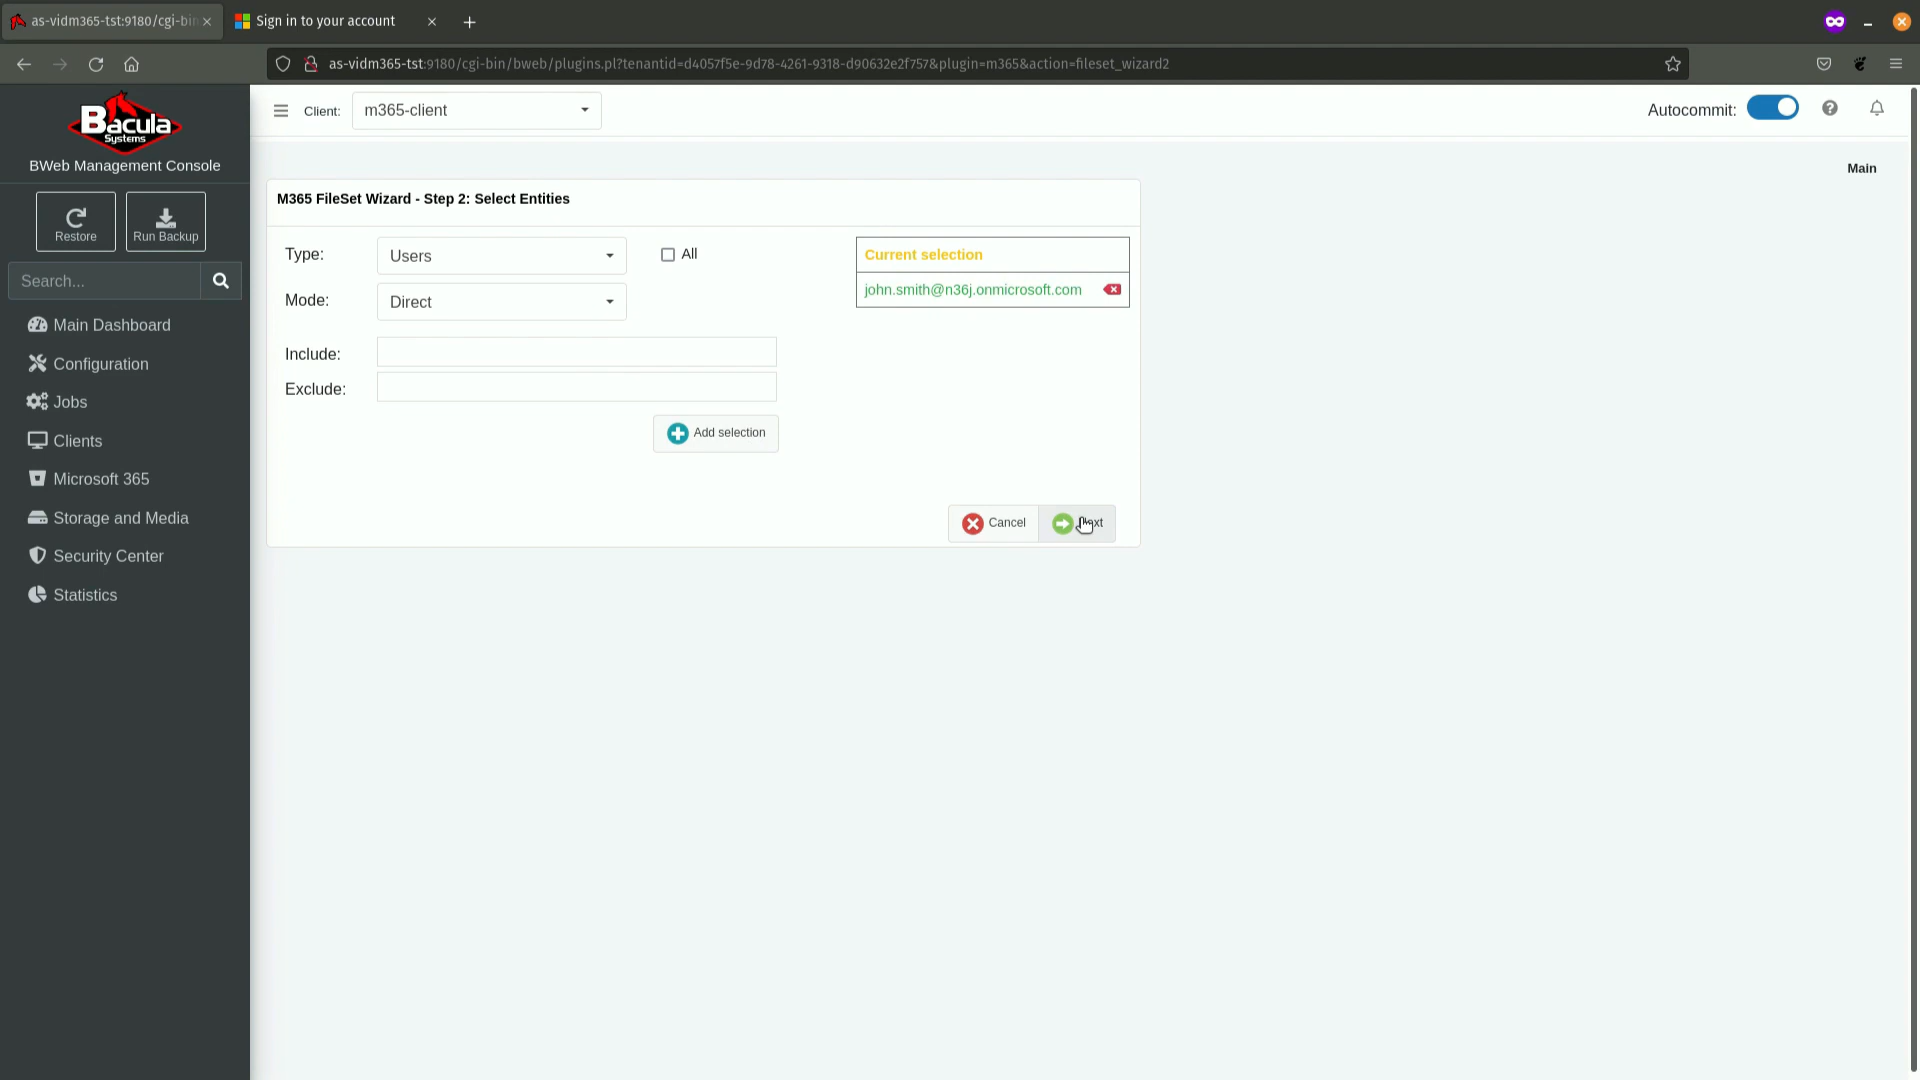 as-vidm365-tst:9180/cgi-bin
Sign in to your account
as-vidm365-tst:9180/cgi-bin/bweb/plugins.pl?tenantid=d4057f5e-9d78-4261-9318-d90632e2f757&plugin=m365&action=fileset_wizard2
Bacula
Systems
BWeb Management Console
Restore
Run Backup
Search...
Main Dashboard
Configuration
Jobs
Clients
Microsoft 365
Storage and Media
Security Center
Statistics
Client:
m365-client
Autocommit:
Main
M365 FileSet Wizard - Step 2: Select Entities
Type:
Users
All
Mode:
Direct
Include:
Exclude:
Add selection
Current selection
john.smith@n36j.onmicrosoft.com
Cancel